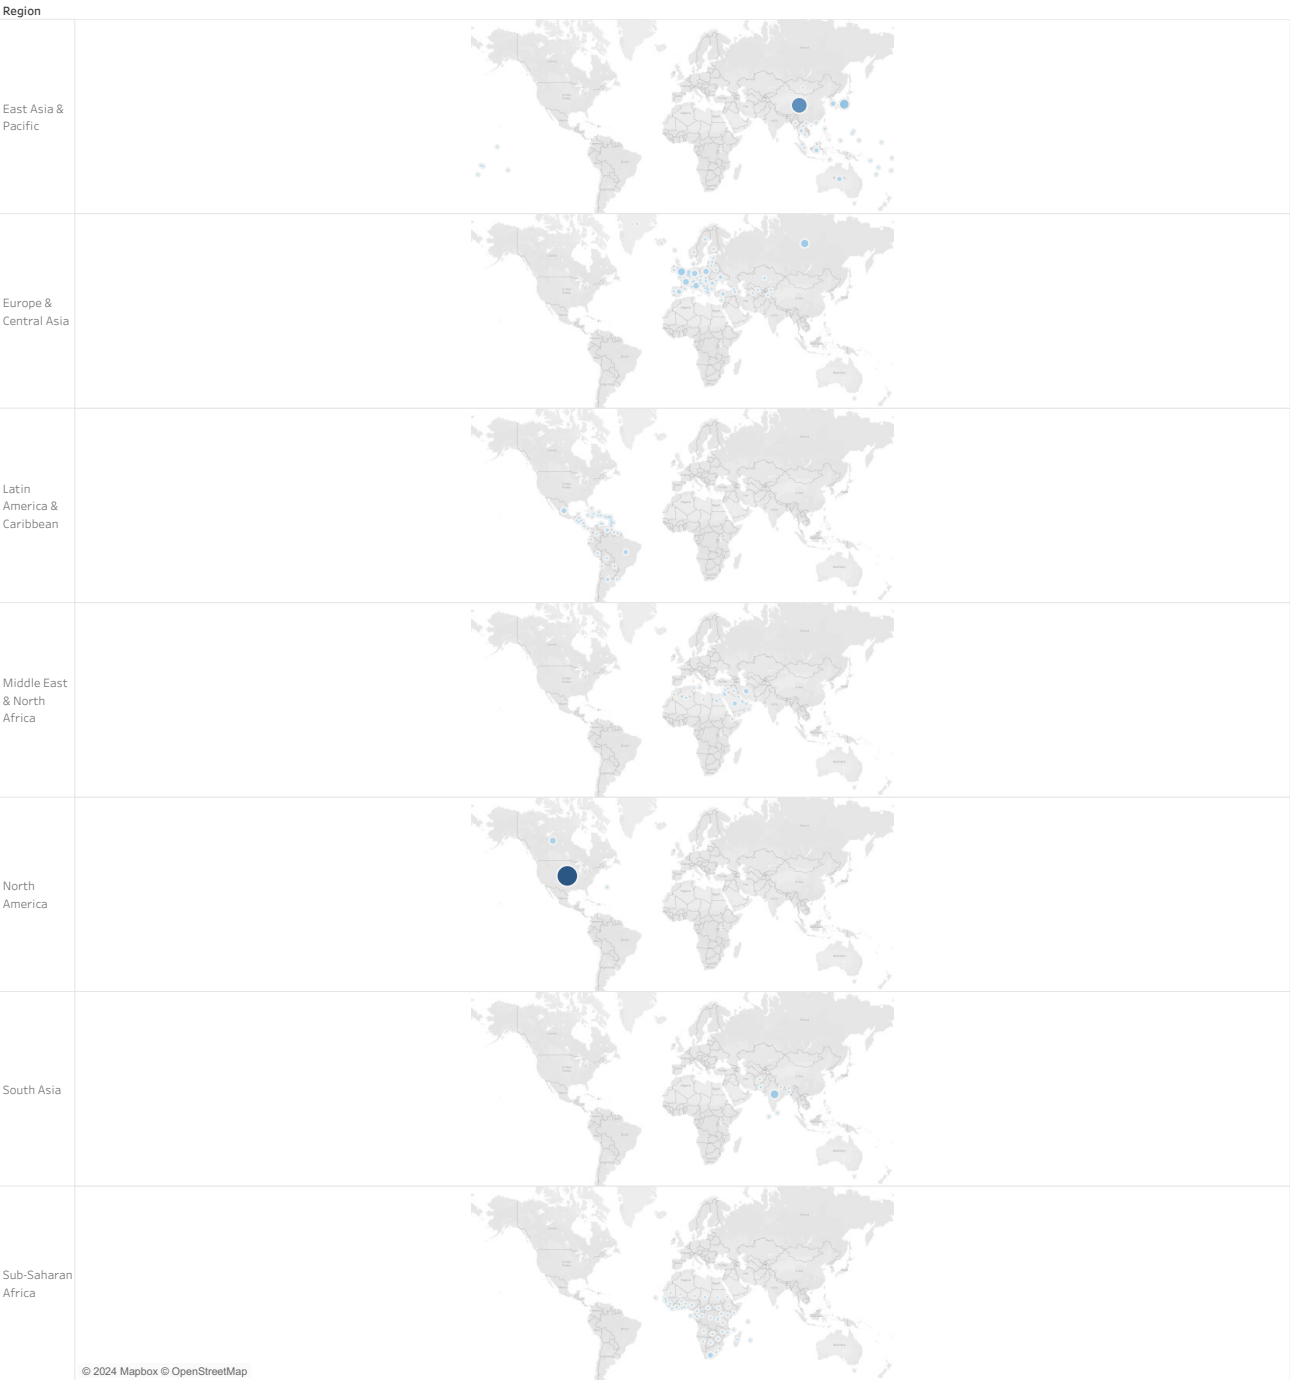 Region
East Asia &
Pacific
Europe &
Central Asia
Latin
America &
Caribbean
Middle East
& North
Africa
North
America
South Asia
Sub-Saharan
Africa
© 2024 Mapbox © OpenStreetMap